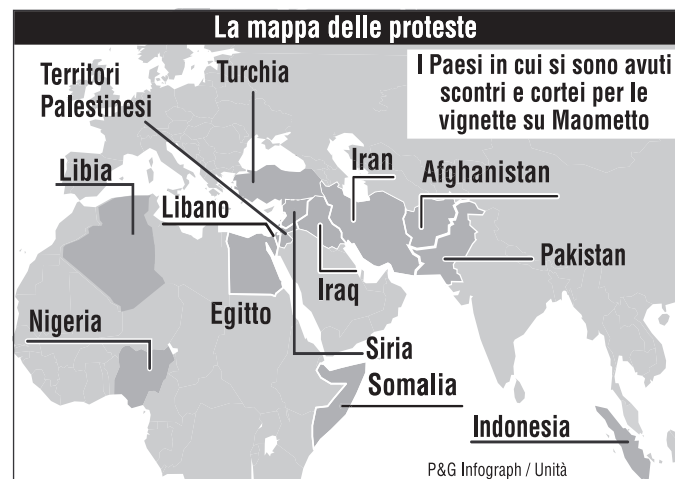 La mappa delle proteste
I Paesi in cui si sono avuti
scontri e cortei per le
vignette su Maometto
Territori
Palestinesi
Turchia
Libia
Libano
Iran
Afghanistan
Pakistan
Egitto
Iraq
Nigeria
Siria
Somalia
Indonesia
P&G Infograph / Unità